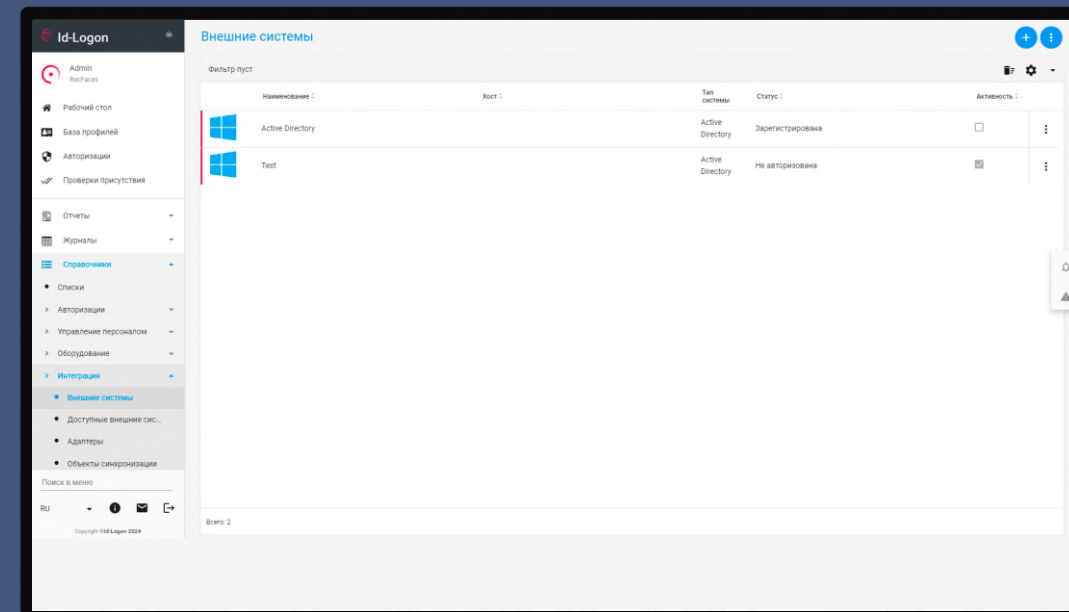 Id-Logon
Внешние системы
Admin
RecFaces
Рабочий стол
База профилей
Авторизации
Проверки присутствия
Отчеты
Журналы
Справочники
Списки
Авторизации
Управление персоналом
Оборудование
Интеграция
Внешние системы
Доступные внешние сис...
Адаптеры
Объекты синхронизации
Поиск в меню
RU
Copyright ©Id-Logon 2024
Фильтр пуст
Наименование Хост Тип системы Статус Активность
Active Directory Active Directory Зарегистрирована
Test Active Directory Не авторизована
Всего: 2